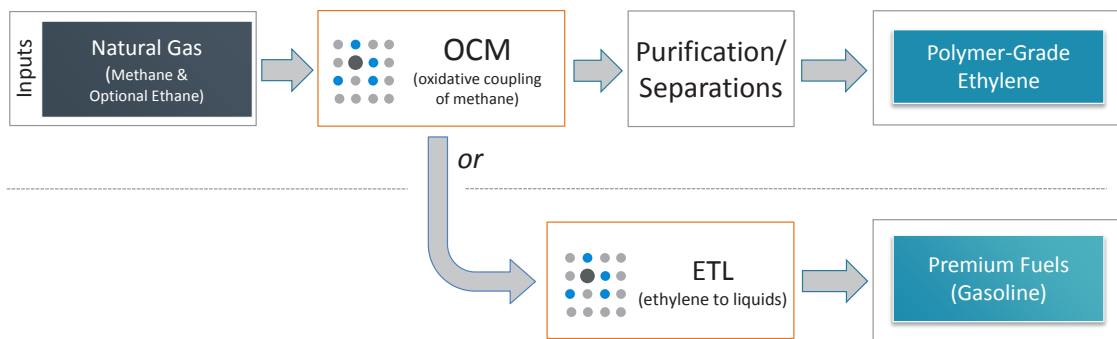 Inputs
Natural Gas
(Methane &
Optional Ethane)
OCM
(oxidative coupling
of methane)
Purification/
Separations
Polymer-Grade
Ethylene
or
ETL
(ethylene to liquids)
Premium Fuels
(Gasoline)